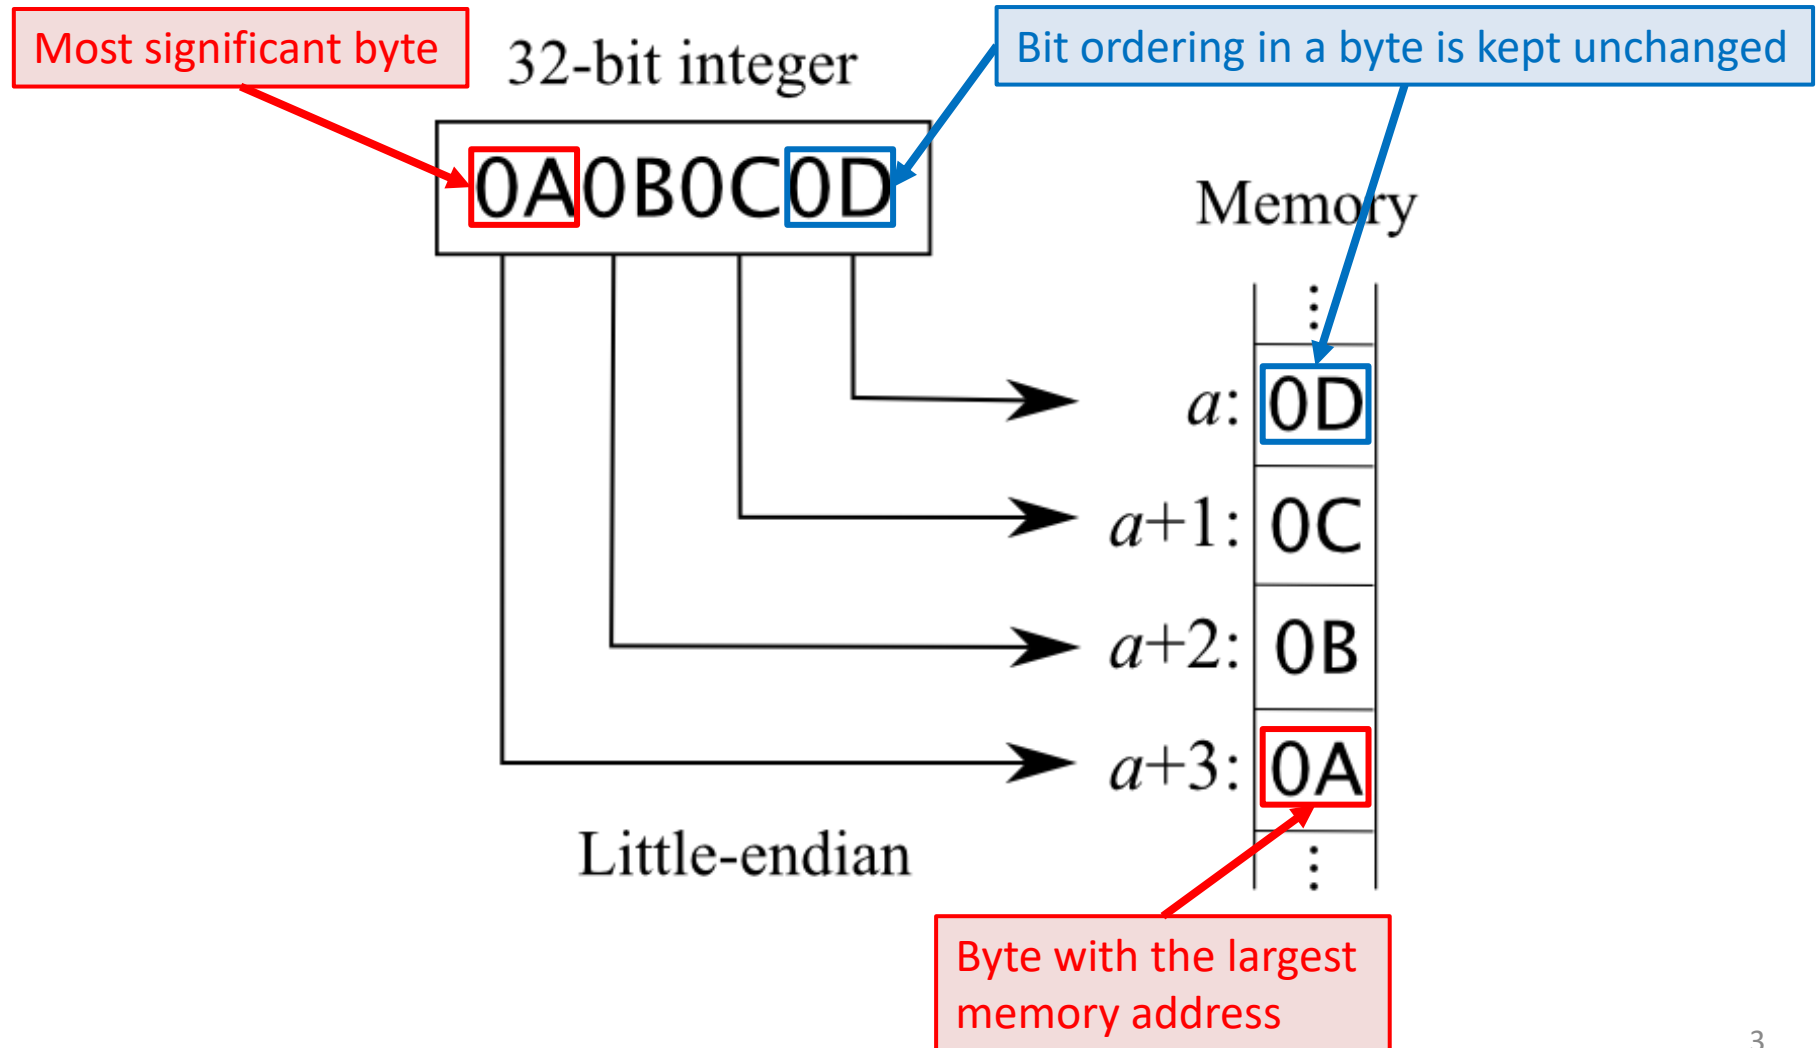 Most significant byte
32-bit integer
Bit ordering in a byte is kept unchanged
0A0B0C0D
Memory
⋮
a: 0D
a+1: 0C
a+2: 0B
a+3: 0A
⋮
Little-endian
Byte with the largest
memory address
3